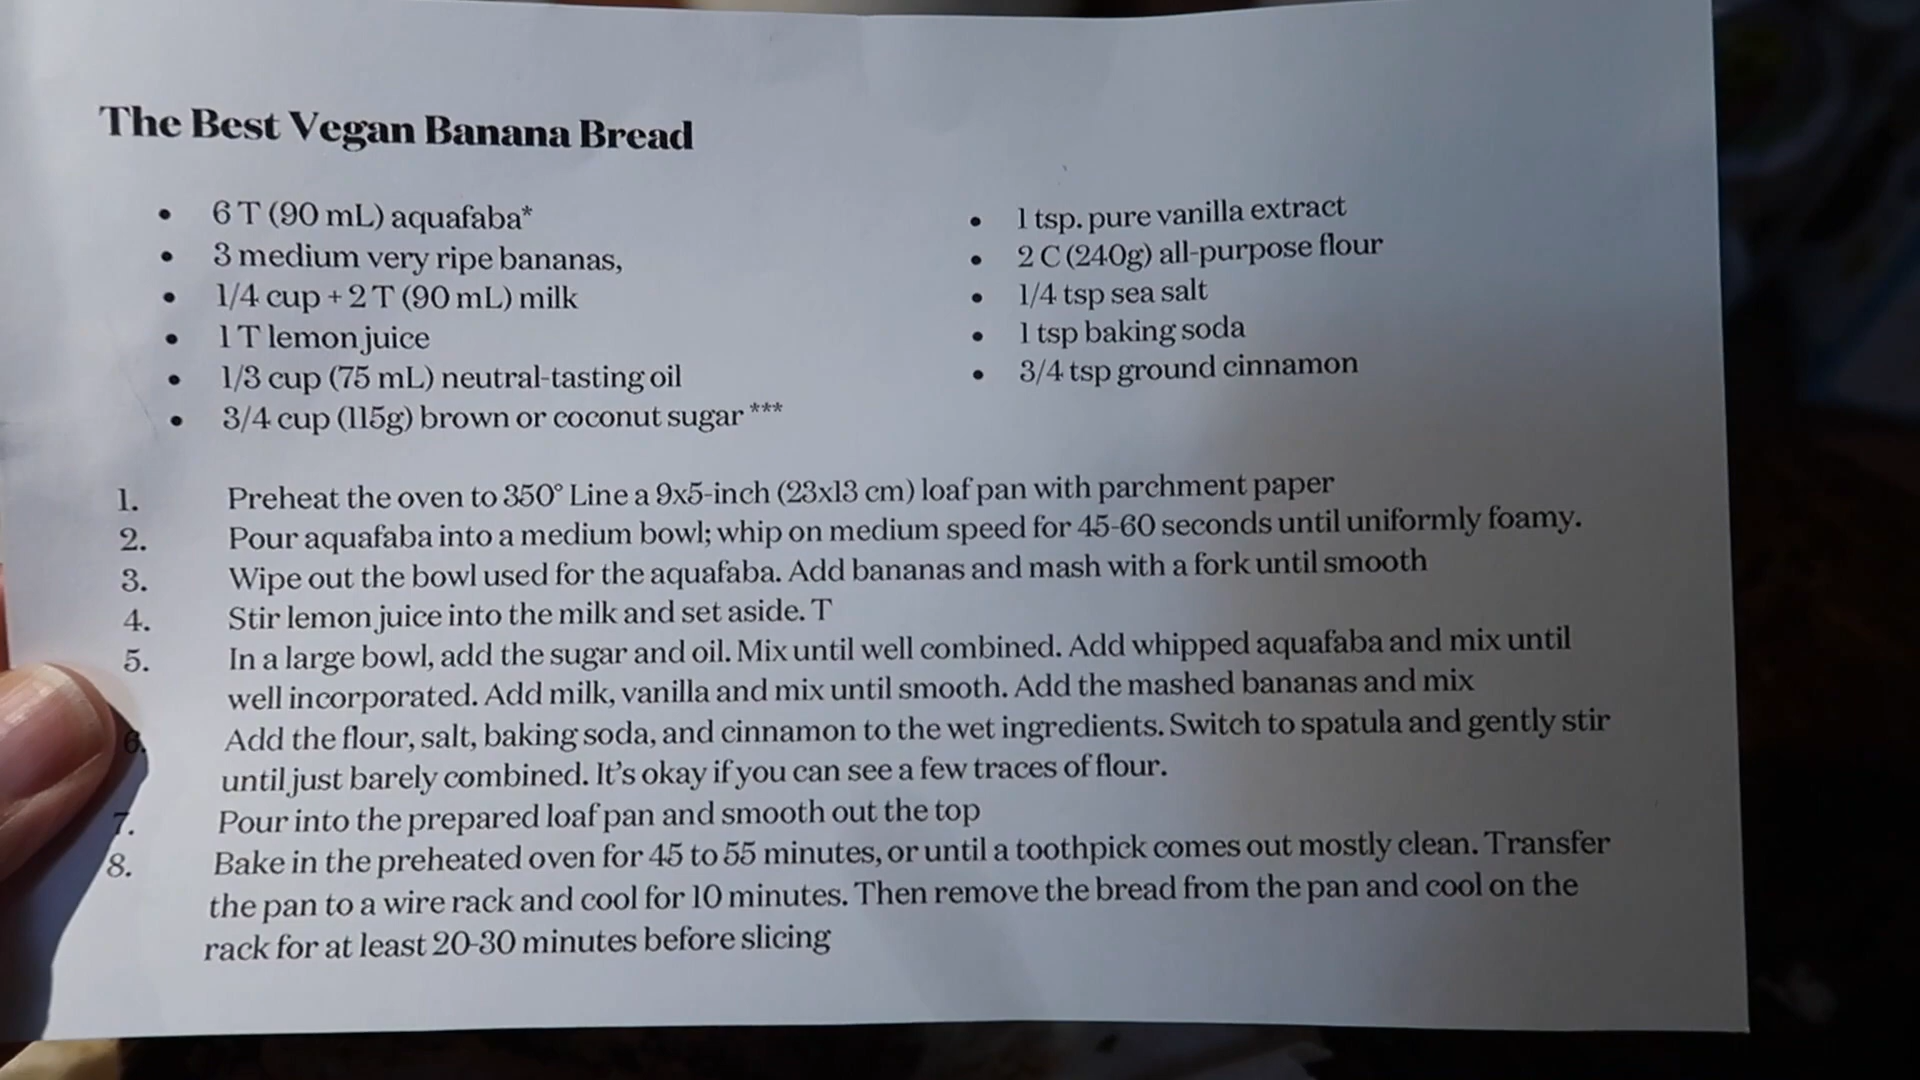 The Best Vegan Banana Bread
• 6 T (90 mL) aquafaba*
• 3 medium very ripe bananas,
• 1/4 cup + 2 T (90 mL) milk
• 1 T lemon juice
• 1/3 cup (75 mL) neutral-tasting oil
• 3/4 cup (115g) brown or coconut sugar ***
• 1 tsp. pure vanilla extract
• 2 C (240g) all-purpose flour
• 1/4 tsp sea salt
• 1 tsp baking soda
• 3/4 tsp ground cinnamon
1. Preheat the oven to 350° Line a 9x5-inch (23x13 cm) loaf pan with parchment paper
2. Pour aquafaba into a medium bowl; whip on medium speed for 45-60 seconds until uniformly foamy.
3. Wipe out the bowl used for the aquafaba. Add bananas and mash with a fork until smooth
4. Stir lemon juice into the milk and set aside. T
5. In a large bowl, add the sugar and oil. Mix until well combined. Add whipped aquafaba and mix until
well incorporated. Add milk, vanilla and mix until smooth. Add the mashed bananas and mix
6. Add the flour, salt, baking soda, and cinnamon to the wet ingredients. Switch to spatula and gently stir
until just barely combined. It's okay if you can see a few traces of flour.
7. Pour into the prepared loaf pan and smooth out the top
8. Bake in the preheated oven for 45 to 55 minutes, or until a toothpick comes out mostly clean. Transfer
the pan to a wire rack and cool for 10 minutes. Then remove the bread from the pan and cool on the
rack for at least 20-30 minutes before slicing